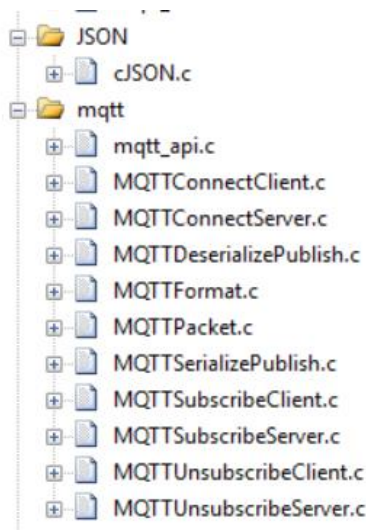 JSON
cJSON.c
mqtt
mqtt_api.c
MQTTConnectClient.c
MQTTConnectServer.c
MQTTDeserializePublish.c
MQTTFormat.c
MQTTPacket.c
MQTTSerializePublish.c
MQTTSubscribeClient.c
MQTTSubscribeServer.c
MQTTUnsubscribeClient.c
MQTTUnsubscribeServer.c